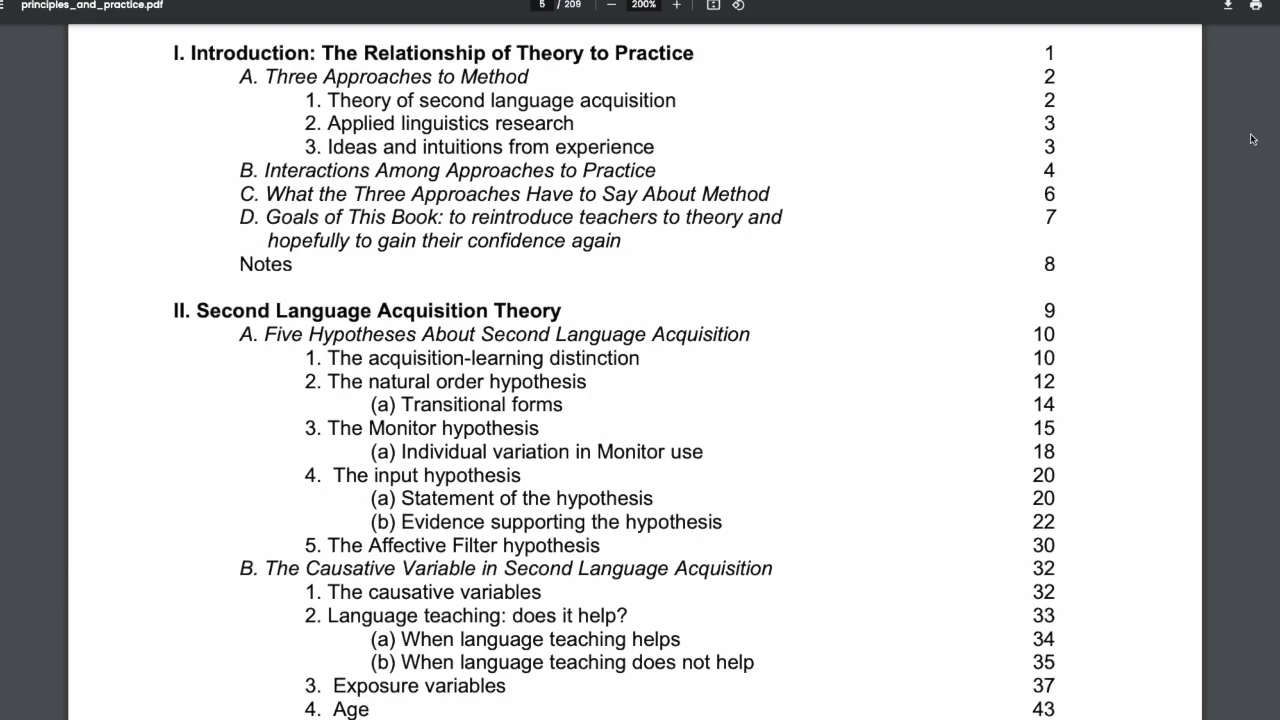 principles_and_practice.pdf 5 / 209 — 200% +
I. Introduction: The Relationship of Theory to Practice 1
A. Three Approaches to Method 2
1. Theory of second language acquisition 2
2. Applied linguistics research 3
3. Ideas and intuitions from experience 3
B. Interactions Among Approaches to Practice 4
C. What the Three Approaches Have to Say About Method 6
D. Goals of This Book: to reintroduce teachers to theory and 7
hopefully to gain their confidence again
Notes 8
II. Second Language Acquisition Theory 9
A. Five Hypotheses About Second Language Acquisition 10
1. The acquisition-learning distinction 10
2. The natural order hypothesis 12
(a) Transitional forms 14
3. The Monitor hypothesis 15
(a) Individual variation in Monitor use 18
4. The input hypothesis 20
(a) Statement of the hypothesis 20
(b) Evidence supporting the hypothesis 22
5. The Affective Filter hypothesis 30
B. The Causative Variable in Second Language Acquisition 32
1. The causative variables 32
2. Language teaching: does it help? 33
(a) When language teaching helps 34
(b) When language teaching does not help 35
3. Exposure variables 37
4. Age 43